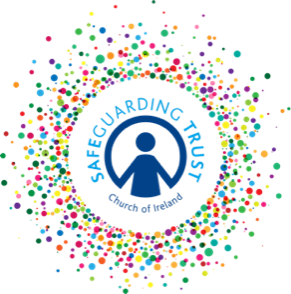 SAFEGUARDING TRUST
Church of Ireland